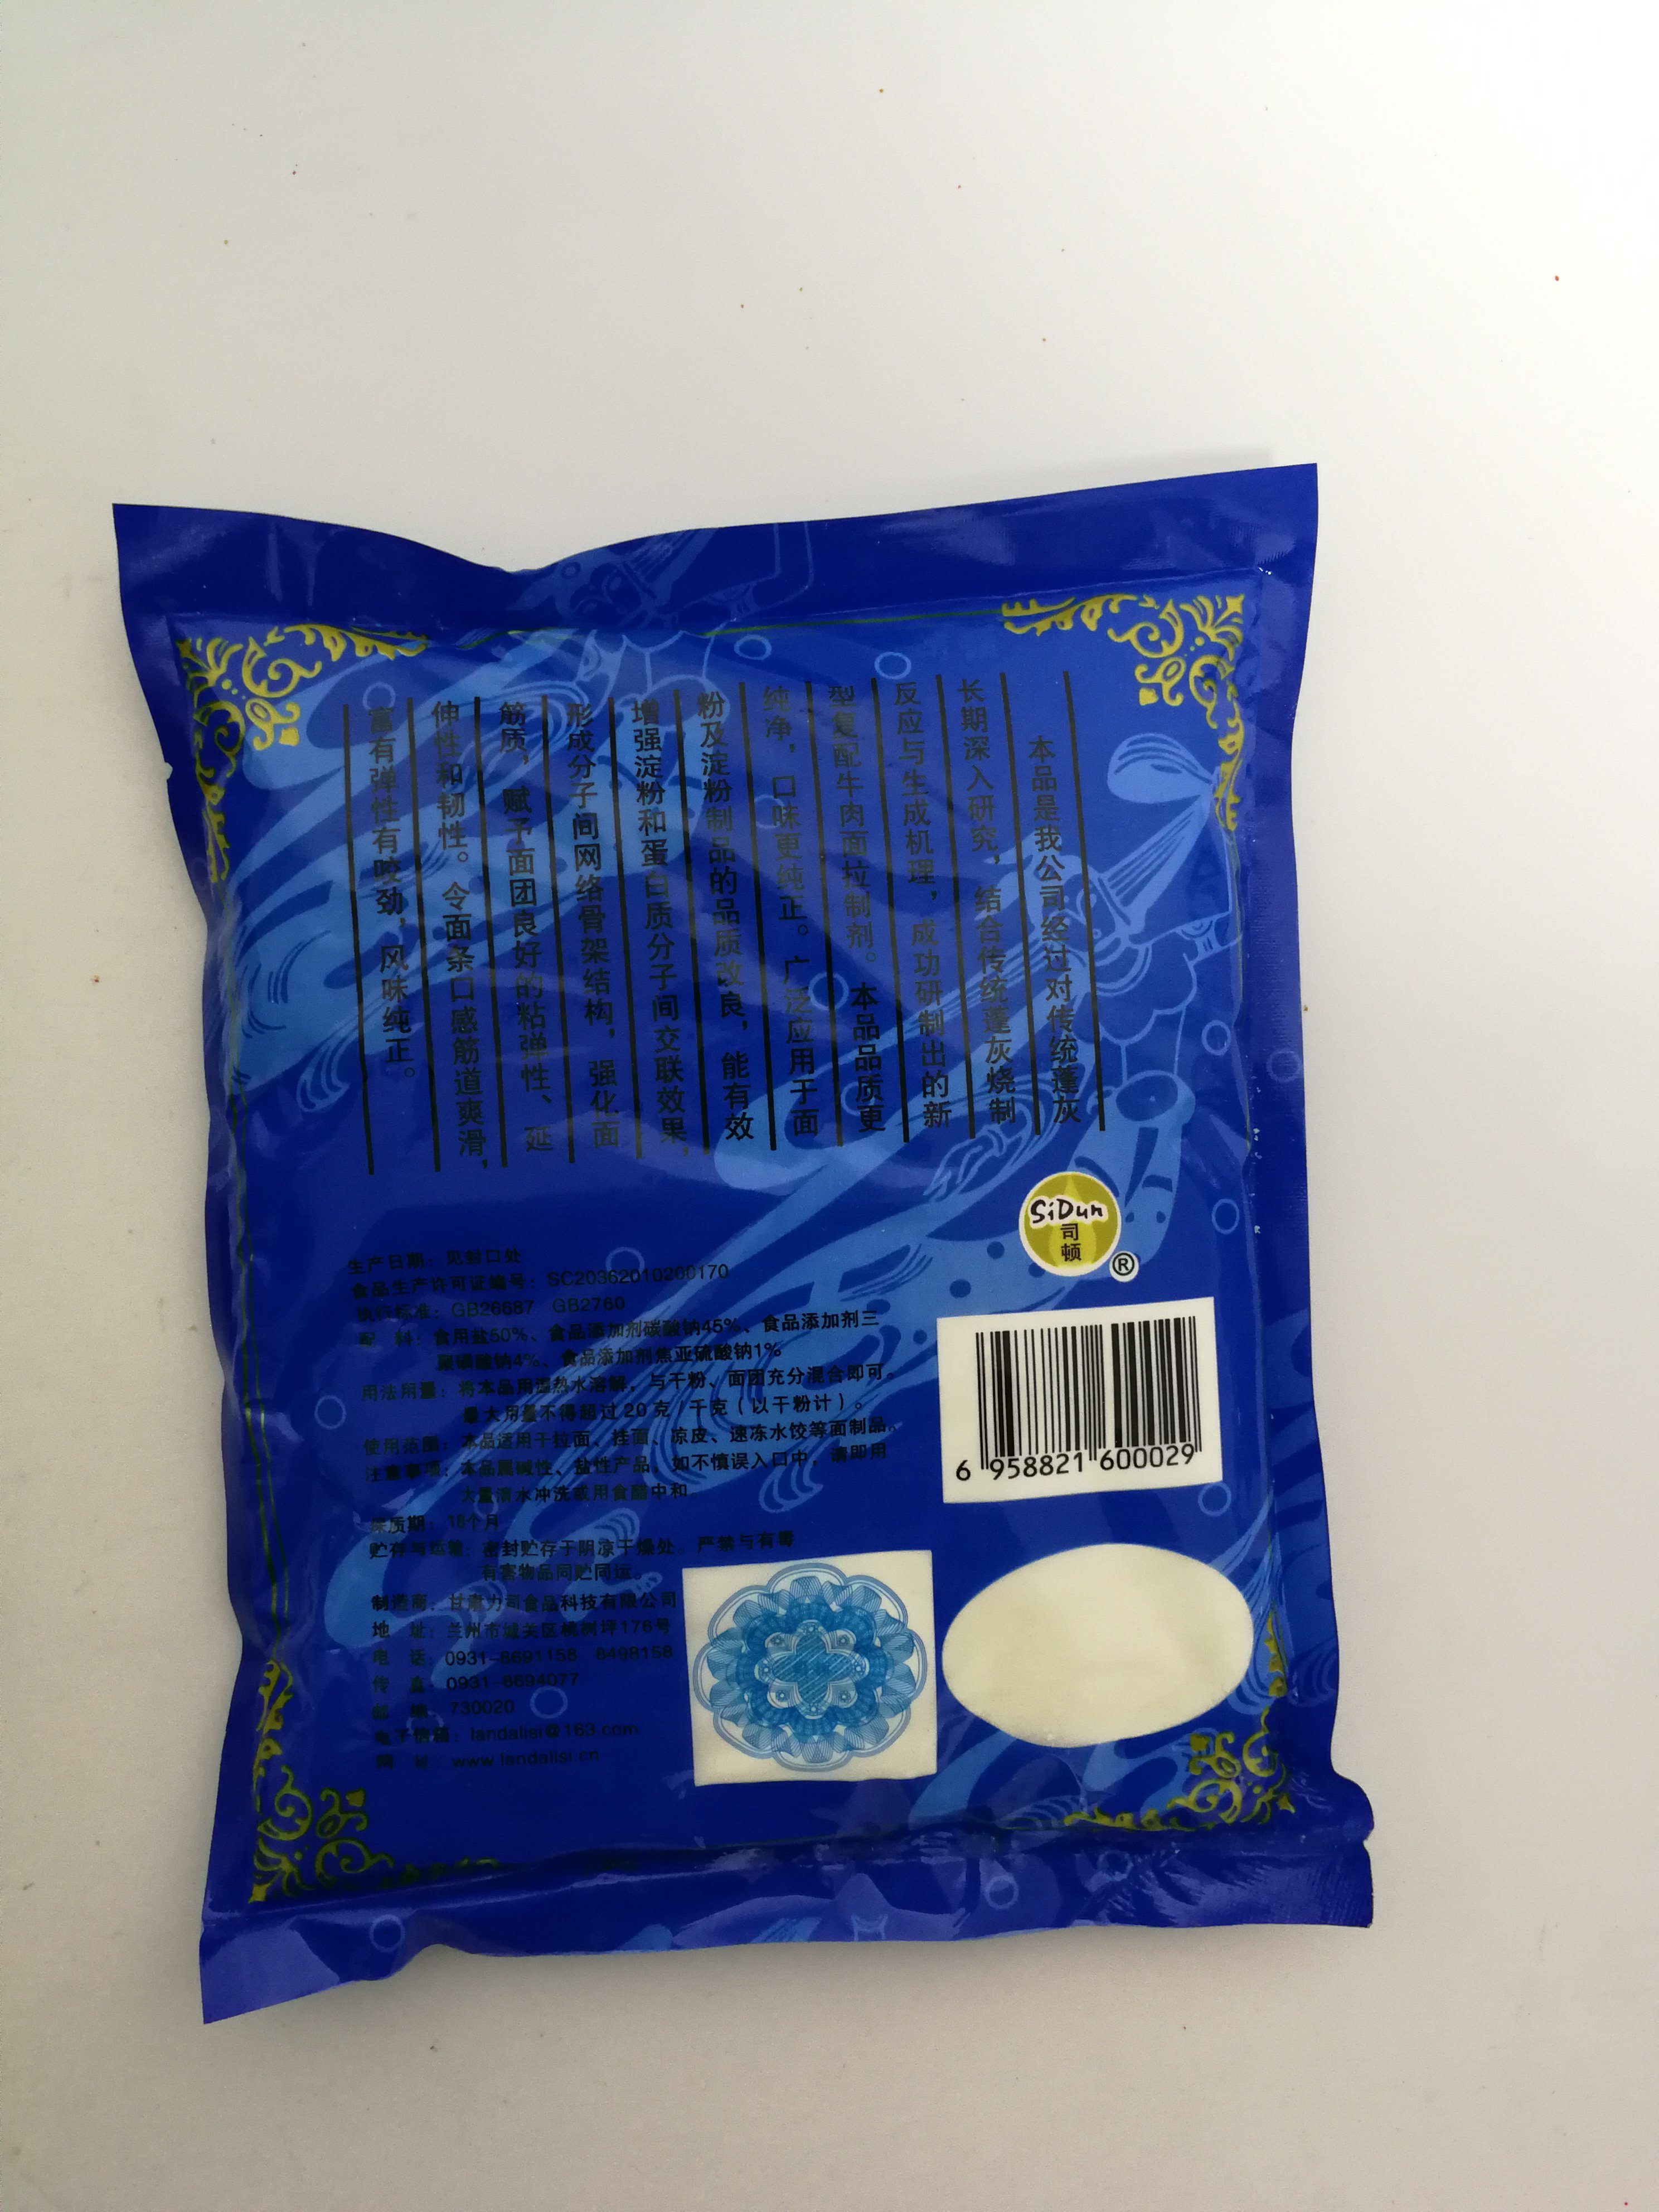 本品是我公司经过对传统蓬灰
长期深入研究，结合传统蓬灰烧制
反应与生成机理，成功研制出的新
型复配牛肉面拉制剂。本品品质更
纯净，口味更纯正。广泛应用于面
粉及淀粉制品的品质改良，能有效
增强淀粉和蛋白质分子间交联效果，
形成分子间网络骨架结构，强化面
筋质，赋予面团良好的粘弹性、延
伸性和韧性。令面条口感筋道爽滑，
富有弹性有咬劲，风味纯正。
SiDun
司
顿
®
生产日期：见封口处
食品生产许可证编号：SC20362010200170
执行标准：GB26687 GB2760
配 料：食用盐50%、食品添加剂碳酸钠45%、食品添加剂三
聚磷酸钠4%、食品添加剂焦亚硫酸钠1%
用法用量：将本品用温热水溶解，与干粉、面团充分混合即可。
最大用量不得超过20克/千克（以干粉计）。
使用范围：本品适用于拉面、挂面、凉皮、速冻水饺等面制品。
注意事项：本品属碱性、盐性产品，如不慎误入口中，请即用
大量清水冲洗或用食醋中和。
保质期：18个月
贮存与运输：密封贮存于阴凉干燥处。严禁与有毒
有害物品同贮同运。
制造商：甘肃力司食品科技有限公司
地 址：兰州市城关区桃树坪176号
电 话：0931-8691158 8498158
传 真：0931-8694077
邮 编：730020
电子信箱：landalisi@163.com
网 址：www.landalisi.cn
6 958821 600029